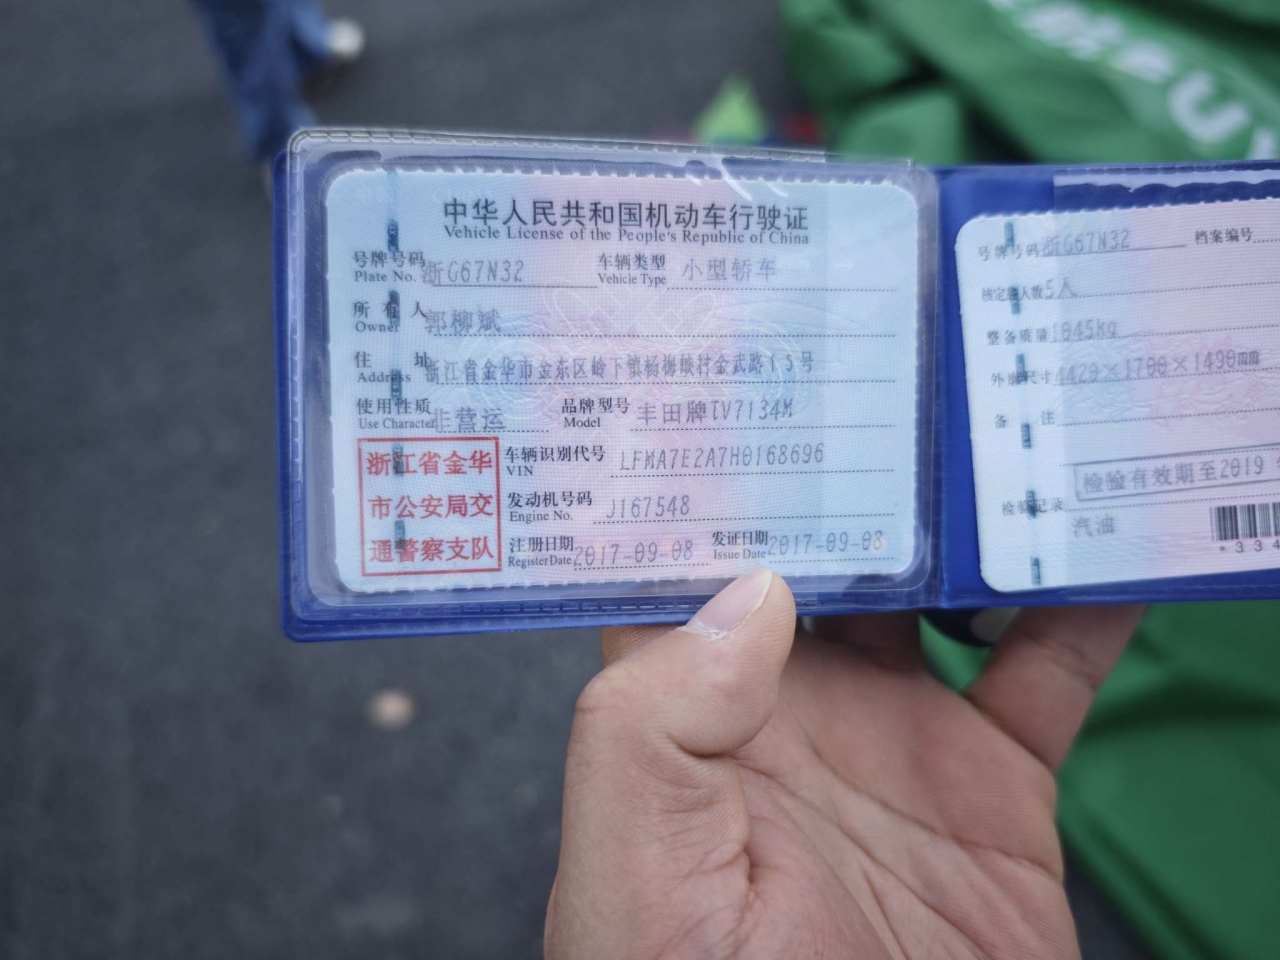 中华人民共和国机动车行驶证
Vehicle License of the People's Republic of China
号牌号码 浙G67N32 车辆类型 小型轿车
Plate No. Vehicle Type
所有人 郭柳斌
Owner
住址 浙江省金华市金东区岭下镇杨梅峡村金武路15号
Address
使用性质 非营运 品牌型号 丰田牌TV7134M
Use Character Model
浙江省金华
市公安局交
通警察支队
车辆识别代号 LFMA7E2A7H0168696
VIN
发动机号码 J167548
Engine No.
注册日期 2017-09-08 发证日期 2017-09-08
Register Date Issue Date
号牌号码 浙G67N32 档案编号
核定载人数 5人
整备质量 1045kg
外廓尺寸 4420×1700×1490mm
备注
检验有效期至2019
检验记录
汽油
*334